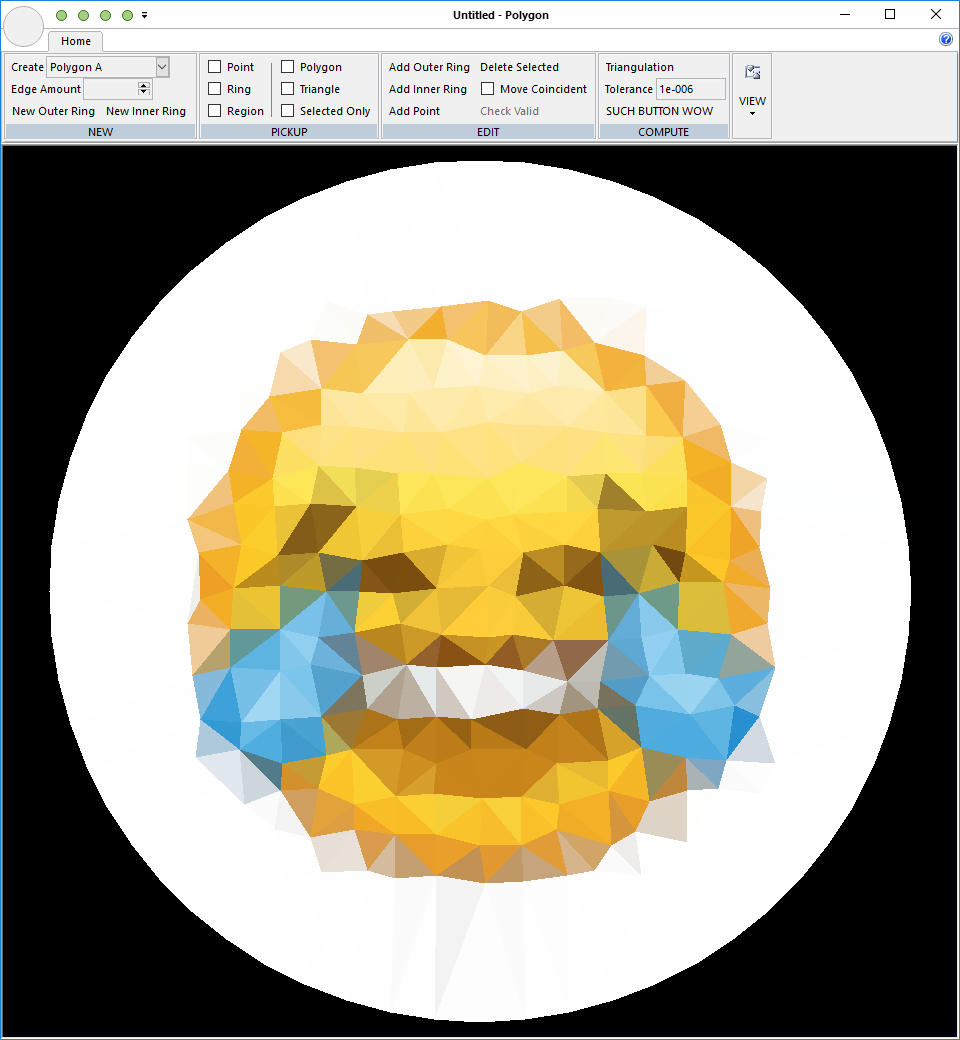 Untitled - Polygon
Home
Create Polygon A
Edge Amount
New Outer Ring New Inner Ring
NEW
Point Polygon
Ring Triangle
Region Selected Only
PICKUP
Add Outer Ring Delete Selected
Add Inner Ring Move Coincident
Add Point Check Valid
EDIT
Triangulation
Tolerance 1e-006
SUCH BUTTON WOW
COMPUTE
VIEW